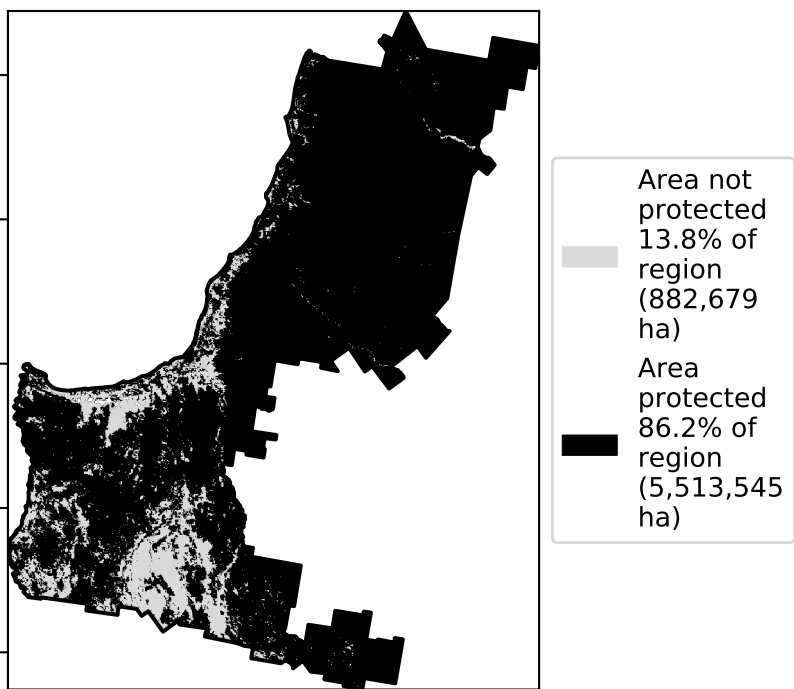 Area not
protected
13.8% of
region
(882,679
ha)
Area
protected
86.2% of
region
(5,513,545
ha)